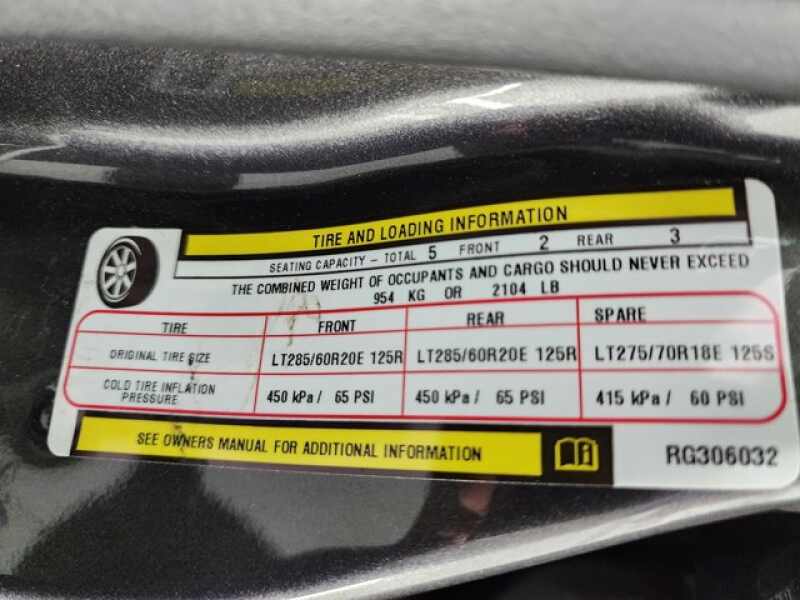 TIRE AND LOADING INFORMATION
SEATING CAPACITY - TOTAL 5 FRONT 2 REAR 3
THE COMBINED WEIGHT OF OCCUPANTS AND CARGO SHOULD NEVER EXCEED
954 KG OR 2104 LB
TIRE FRONT REAR SPARE
ORIGINAL TIRE SIZE LT285/60R20E 125R LT285/60R20E 125R LT275/70R18E 125S
COLD TIRE INFLATION PRESSURE 450 kPa/ 65 PSI 450 kPa/ 65 PSI 415 kPa/ 60 PSI
SEE OWNERS MANUAL FOR ADDITIONAL INFORMATION RG306032